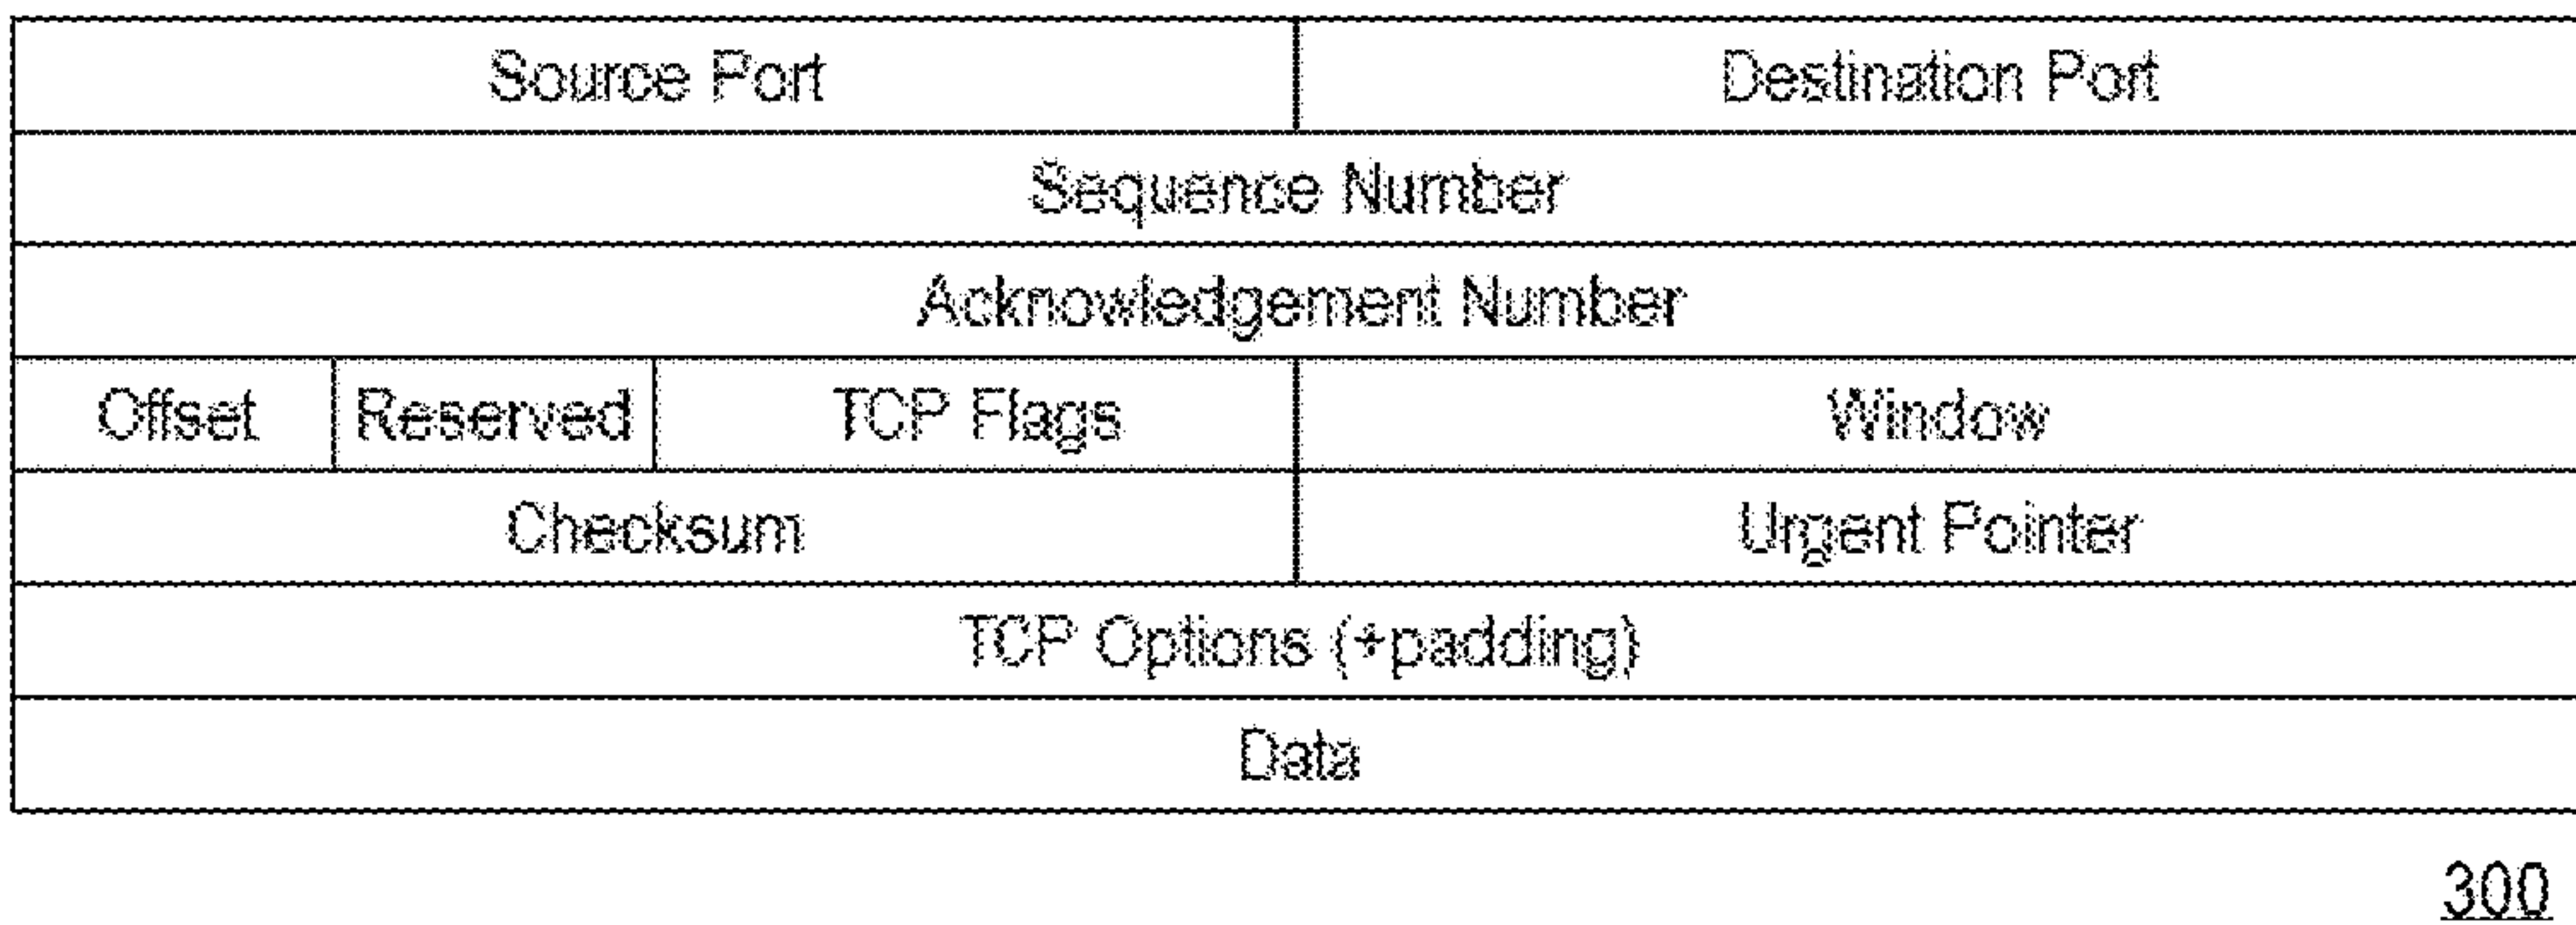 Source Port Destination Port
Sequence Number
Acknowledgement Number
Offset Reserved TCP Flags Window
Checksum Urgent Pointer
TCP Options (+padding)
Data
300